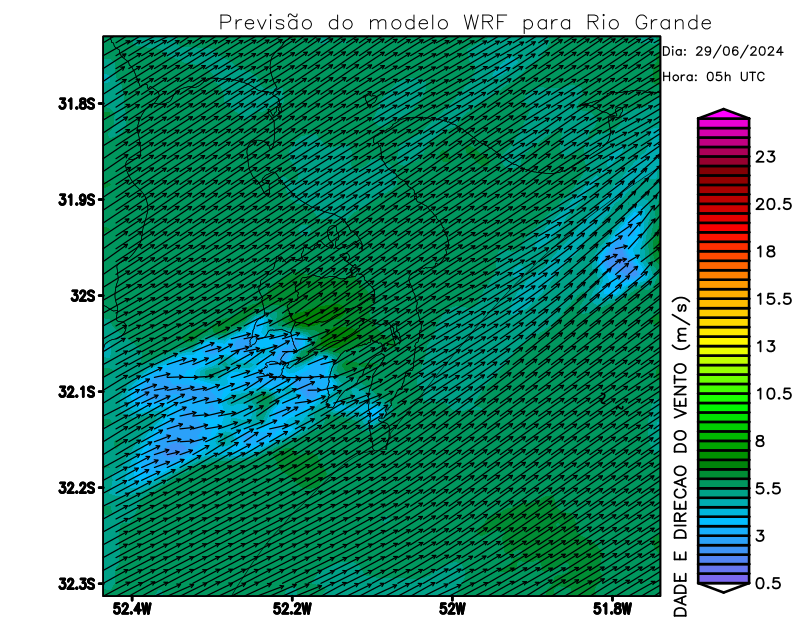 Previsão do modelo WRF para Rio Grande
Dia: 29/06/2024
Hora: 05h UTC
31.8S
31.9S
32S
32.1S
32.2S
32.3S
52.4W
52.2W
52W
51.8W
23
20.5
18
15.5
13
10.5
8
5.5
3
0.5
DADE E DIRECAO DO VENTO (m/s)